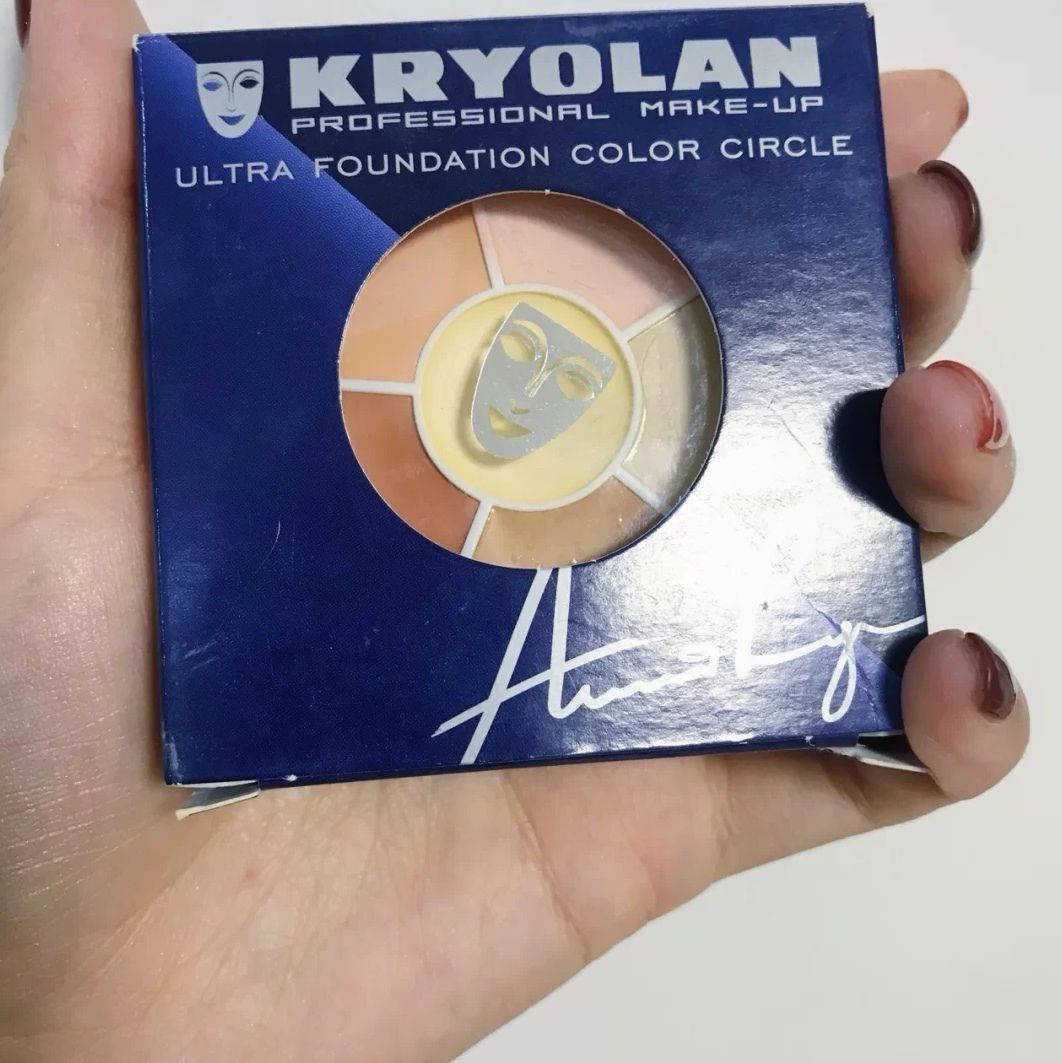 KRYOLAN
PROFESSIONAL MAKE-UP
ULTRA FOUNDATION COLOR CIRCLE